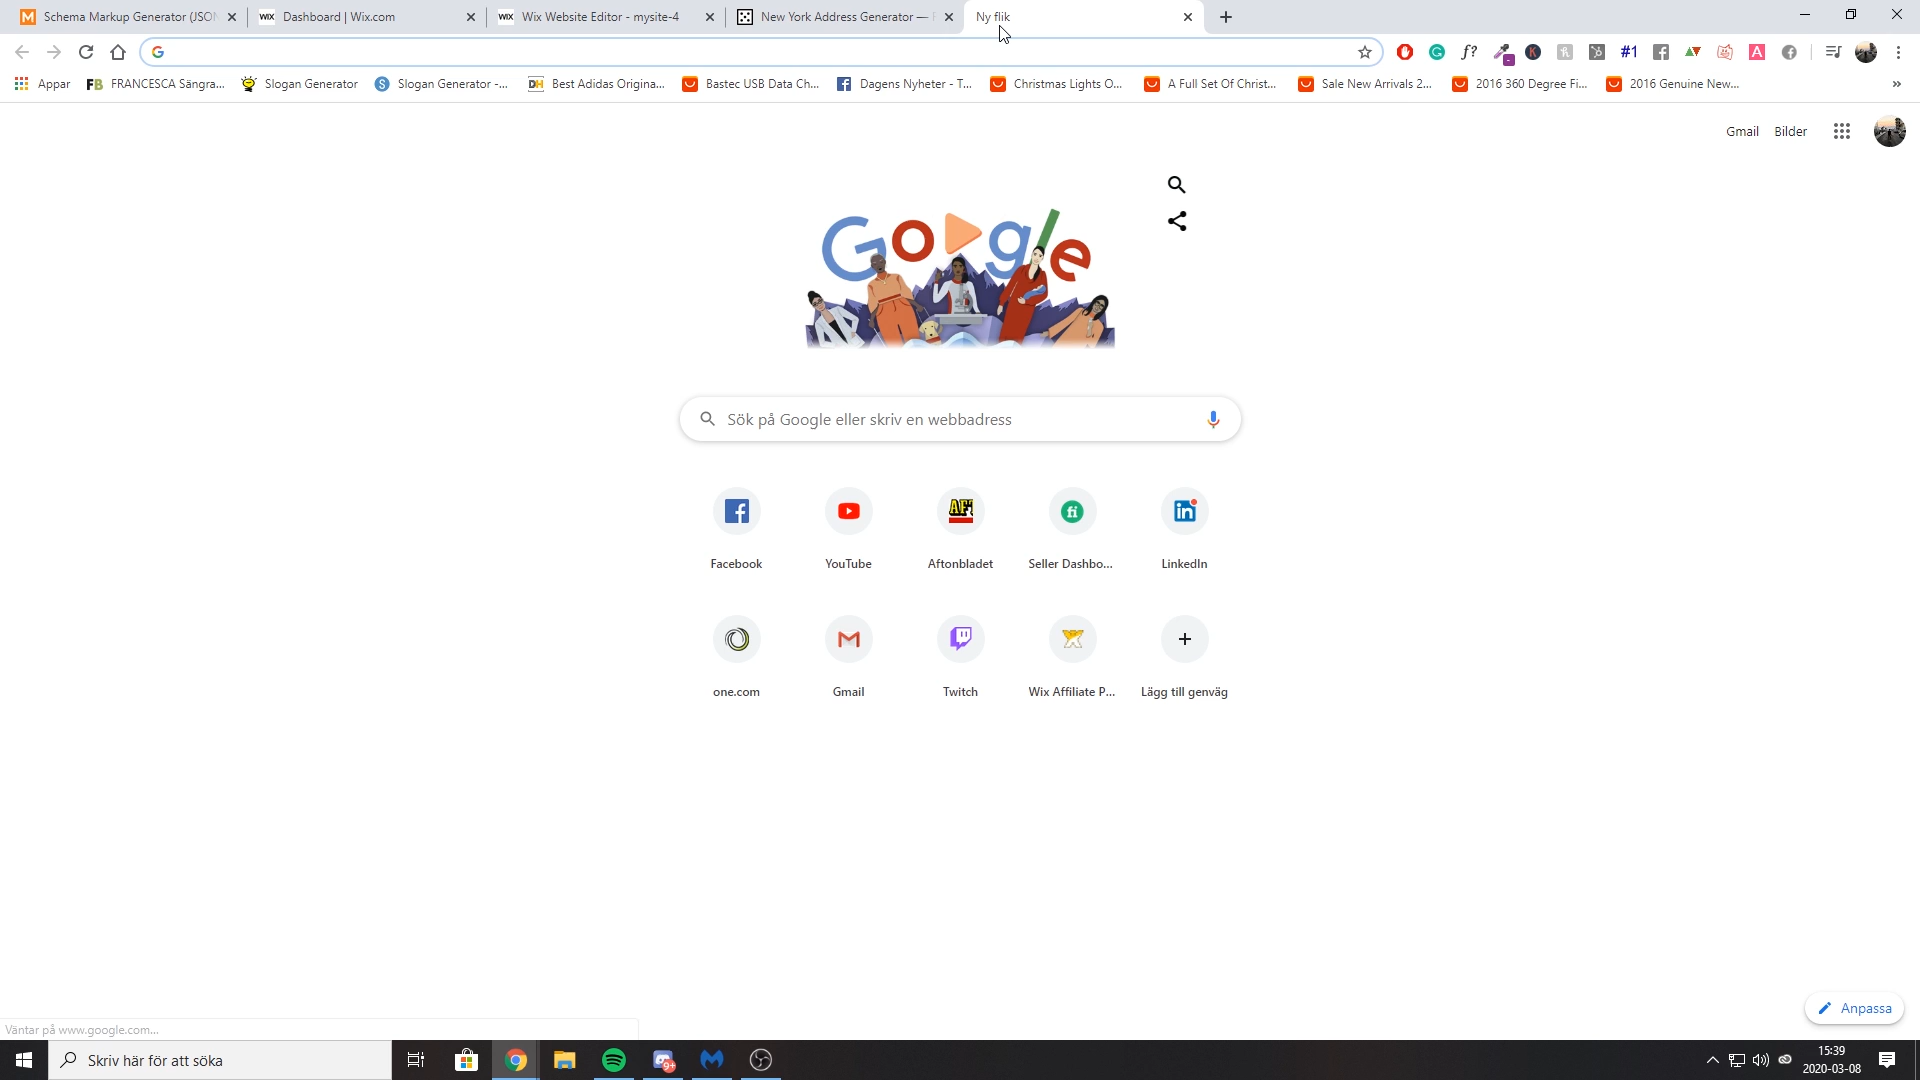 Schema Markup Generator (JSON
Dashboard | Wix.com
Wix Website Editor - mysite-4
New York Address Generator —
Ny flik
Appar
FRANCESCA Sängra...
Slogan Generator
Slogan Generator -...
Best Adidas Origina...
Bastec USB Data Ch...
Dagens Nyheter - T...
Christmas Lights O...
A Full Set Of Christ...
Sale New Arrivals 2...
2016 360 Degree Fi...
2016 Genuine New...
»
Gmail
Bilder
Google
Sök på Google eller skriv en webbadress
Facebook
YouTube
Aftonbladet
Seller Dashbo...
LinkedIn
one.com
Gmail
Twitch
Wix Affiliate P...
Lägg till genväg
Anpassa
Väntar på www.google.com...
Skriv här för att söka
9+
15:39
2020-03-08